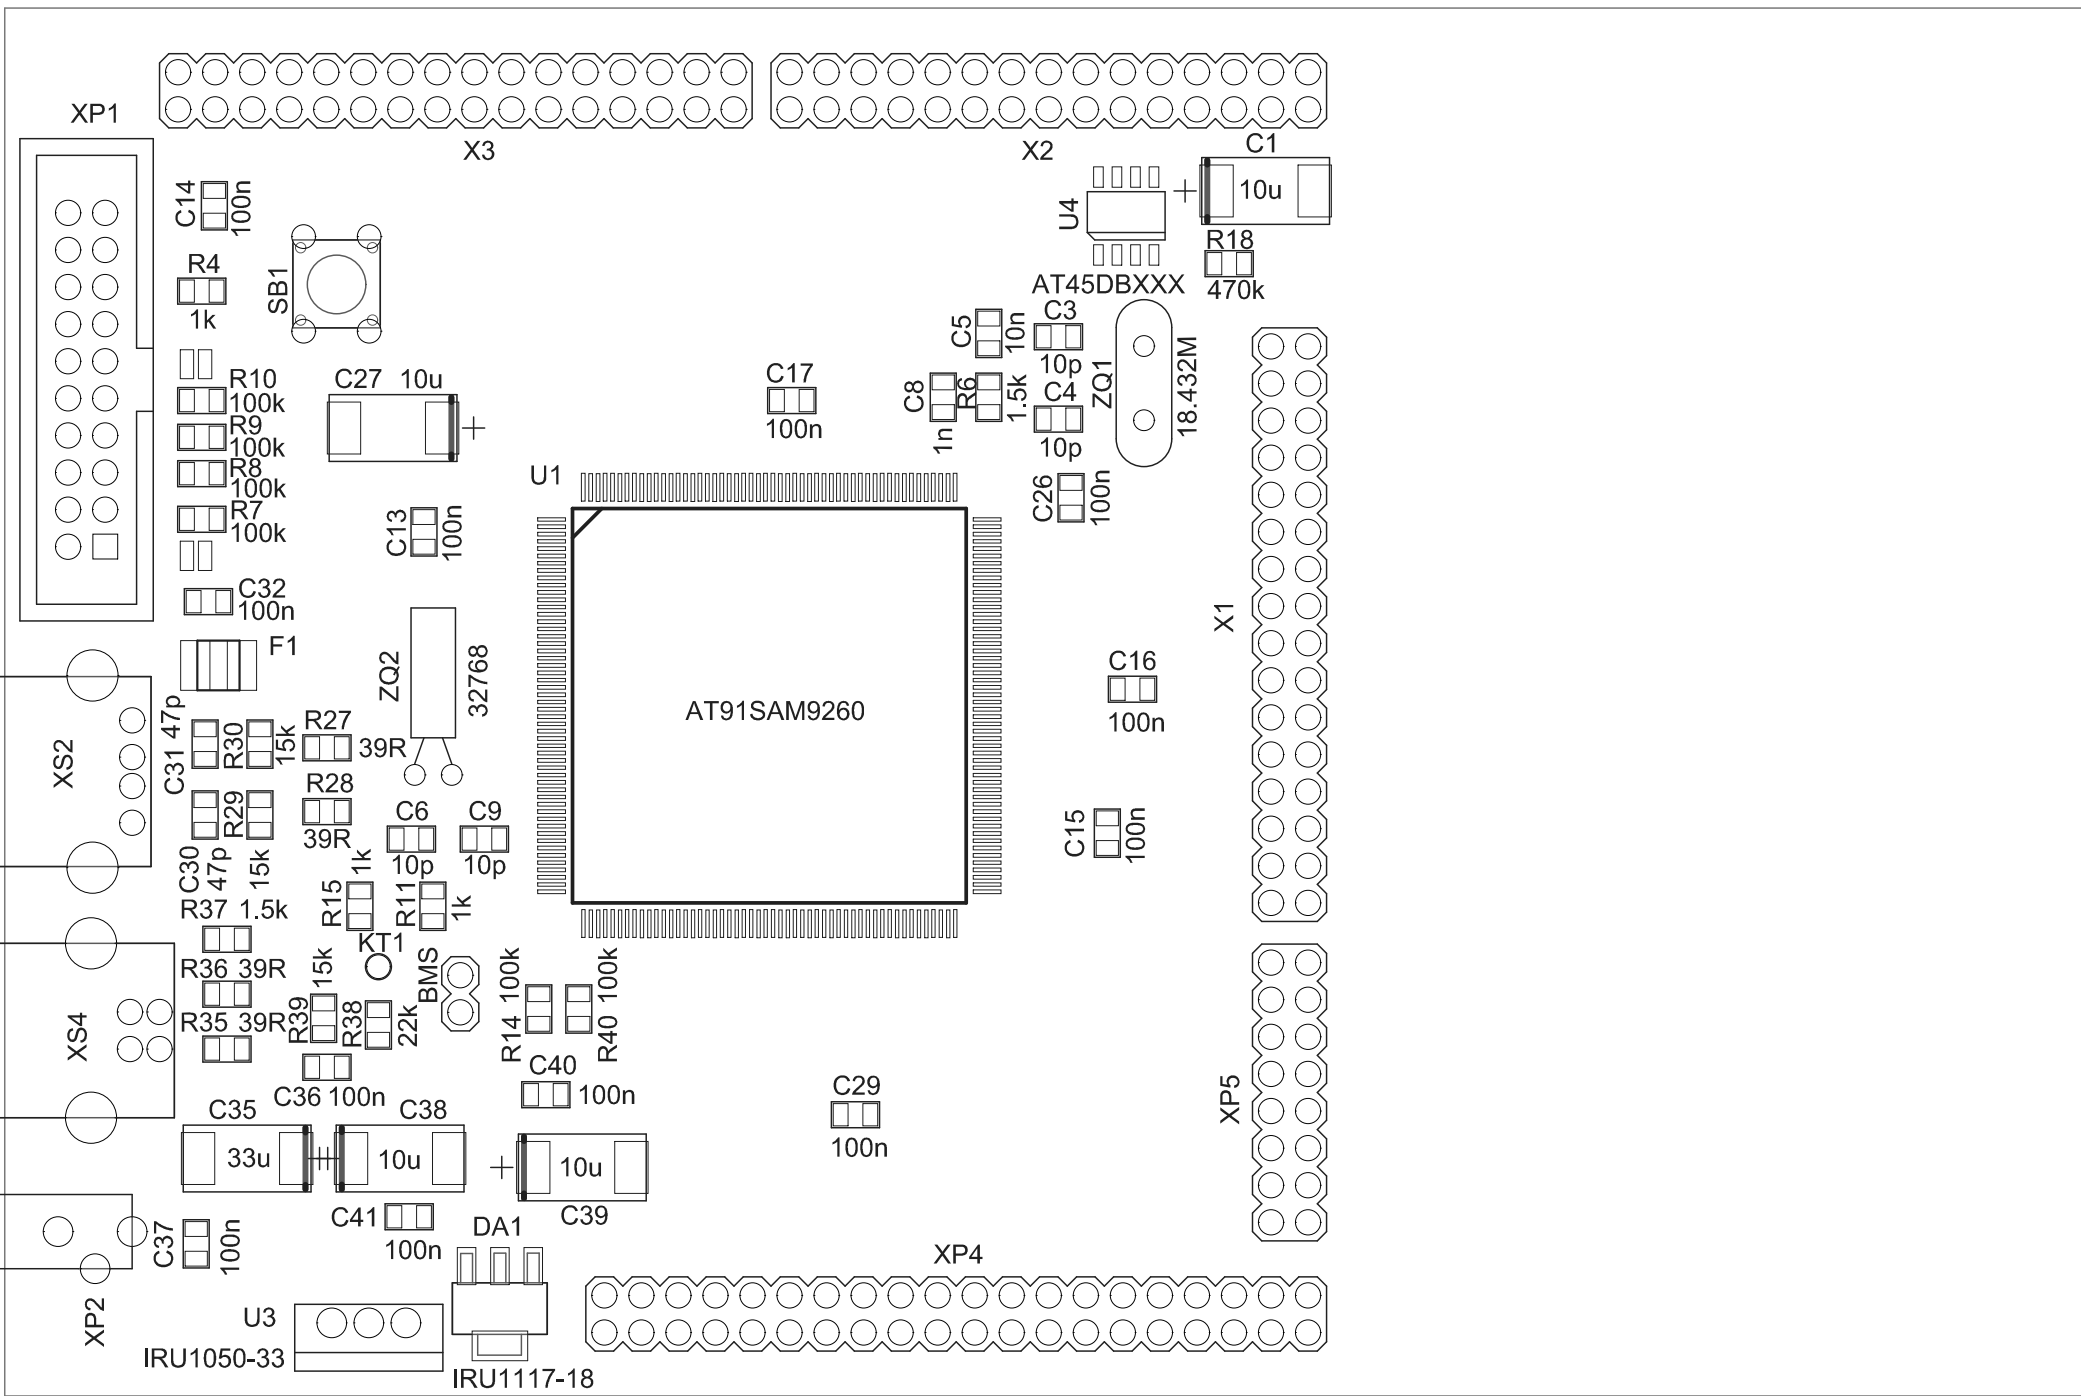 XP1
X3
X2
C1
10u
C14
100n
U4
AT45DBXXX
R18
470k
R4
1k
SB1
C5
10n
C3
10p
ZQ1
18.432M
R10
100k
R9
100k
R8
100k
R7
100k
C27 10u
C17
100n
C8
1n
R6
1.5k
C4
10p
U1
C26
100n
C13
100n
C32
100n
F1
ZQ2
32768
X1
AT91SAM9260
C16
100n
XS2
C31 47p
R30
15k
R27
39R
R28
39R
C30
47p
R29
15k
C6
10p
C9
10p
C15
100n
R37 1.5k
R15
1k
R11
1k
KT1
R36 39R
R35 39R
XS4
R39
15k
R38
22k
BMS
R14 100k
R40 100k
C40
100n
C36 100n
C35
33u
C38
10u
10u
C39
C29
100n
XP5
C41
100n
C37
100n
DA1
XP4
XP2
U3
IRU1050-33
IRU1117-18